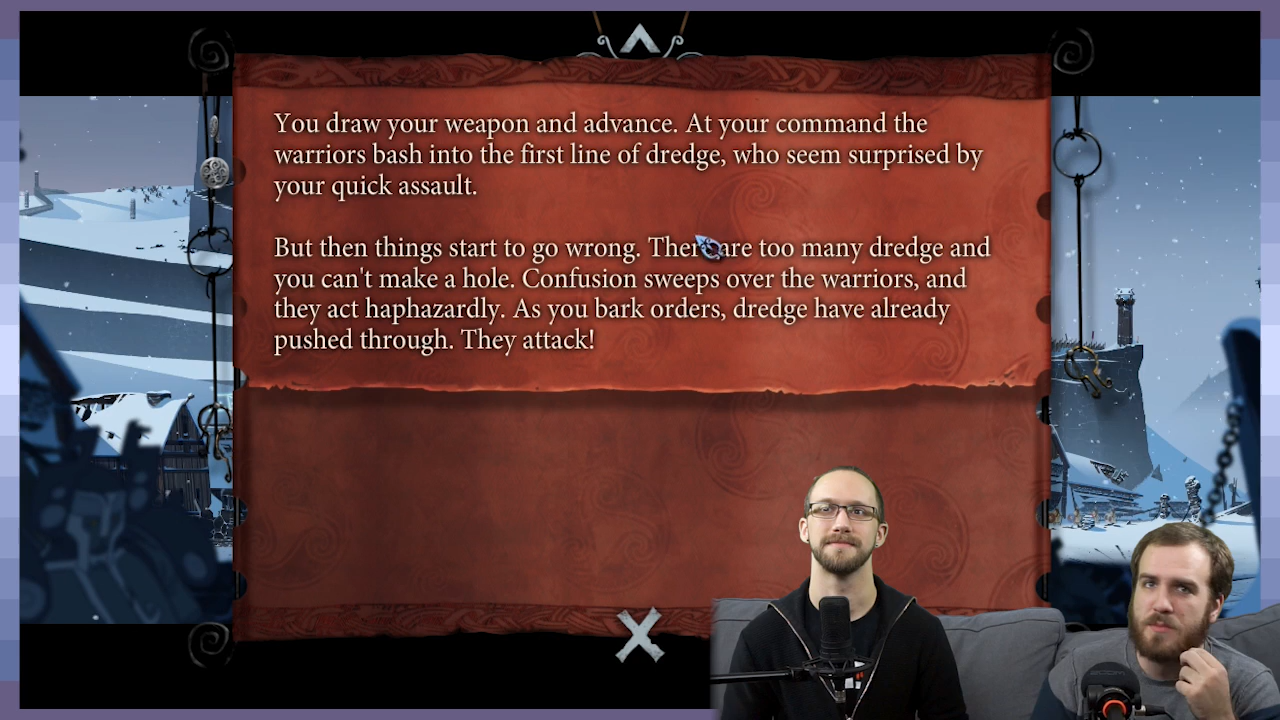 You draw your weapon and advance. At your command the
warriors bash into the first line of dredge, who seem surprised by
your quick assault.
But then things start to go wrong. There are too many dredge and
you can't make a hole. Confusion sweeps over the warriors, and
they act haphazardly. As you bark orders, dredge have already
pushed through. They attack!